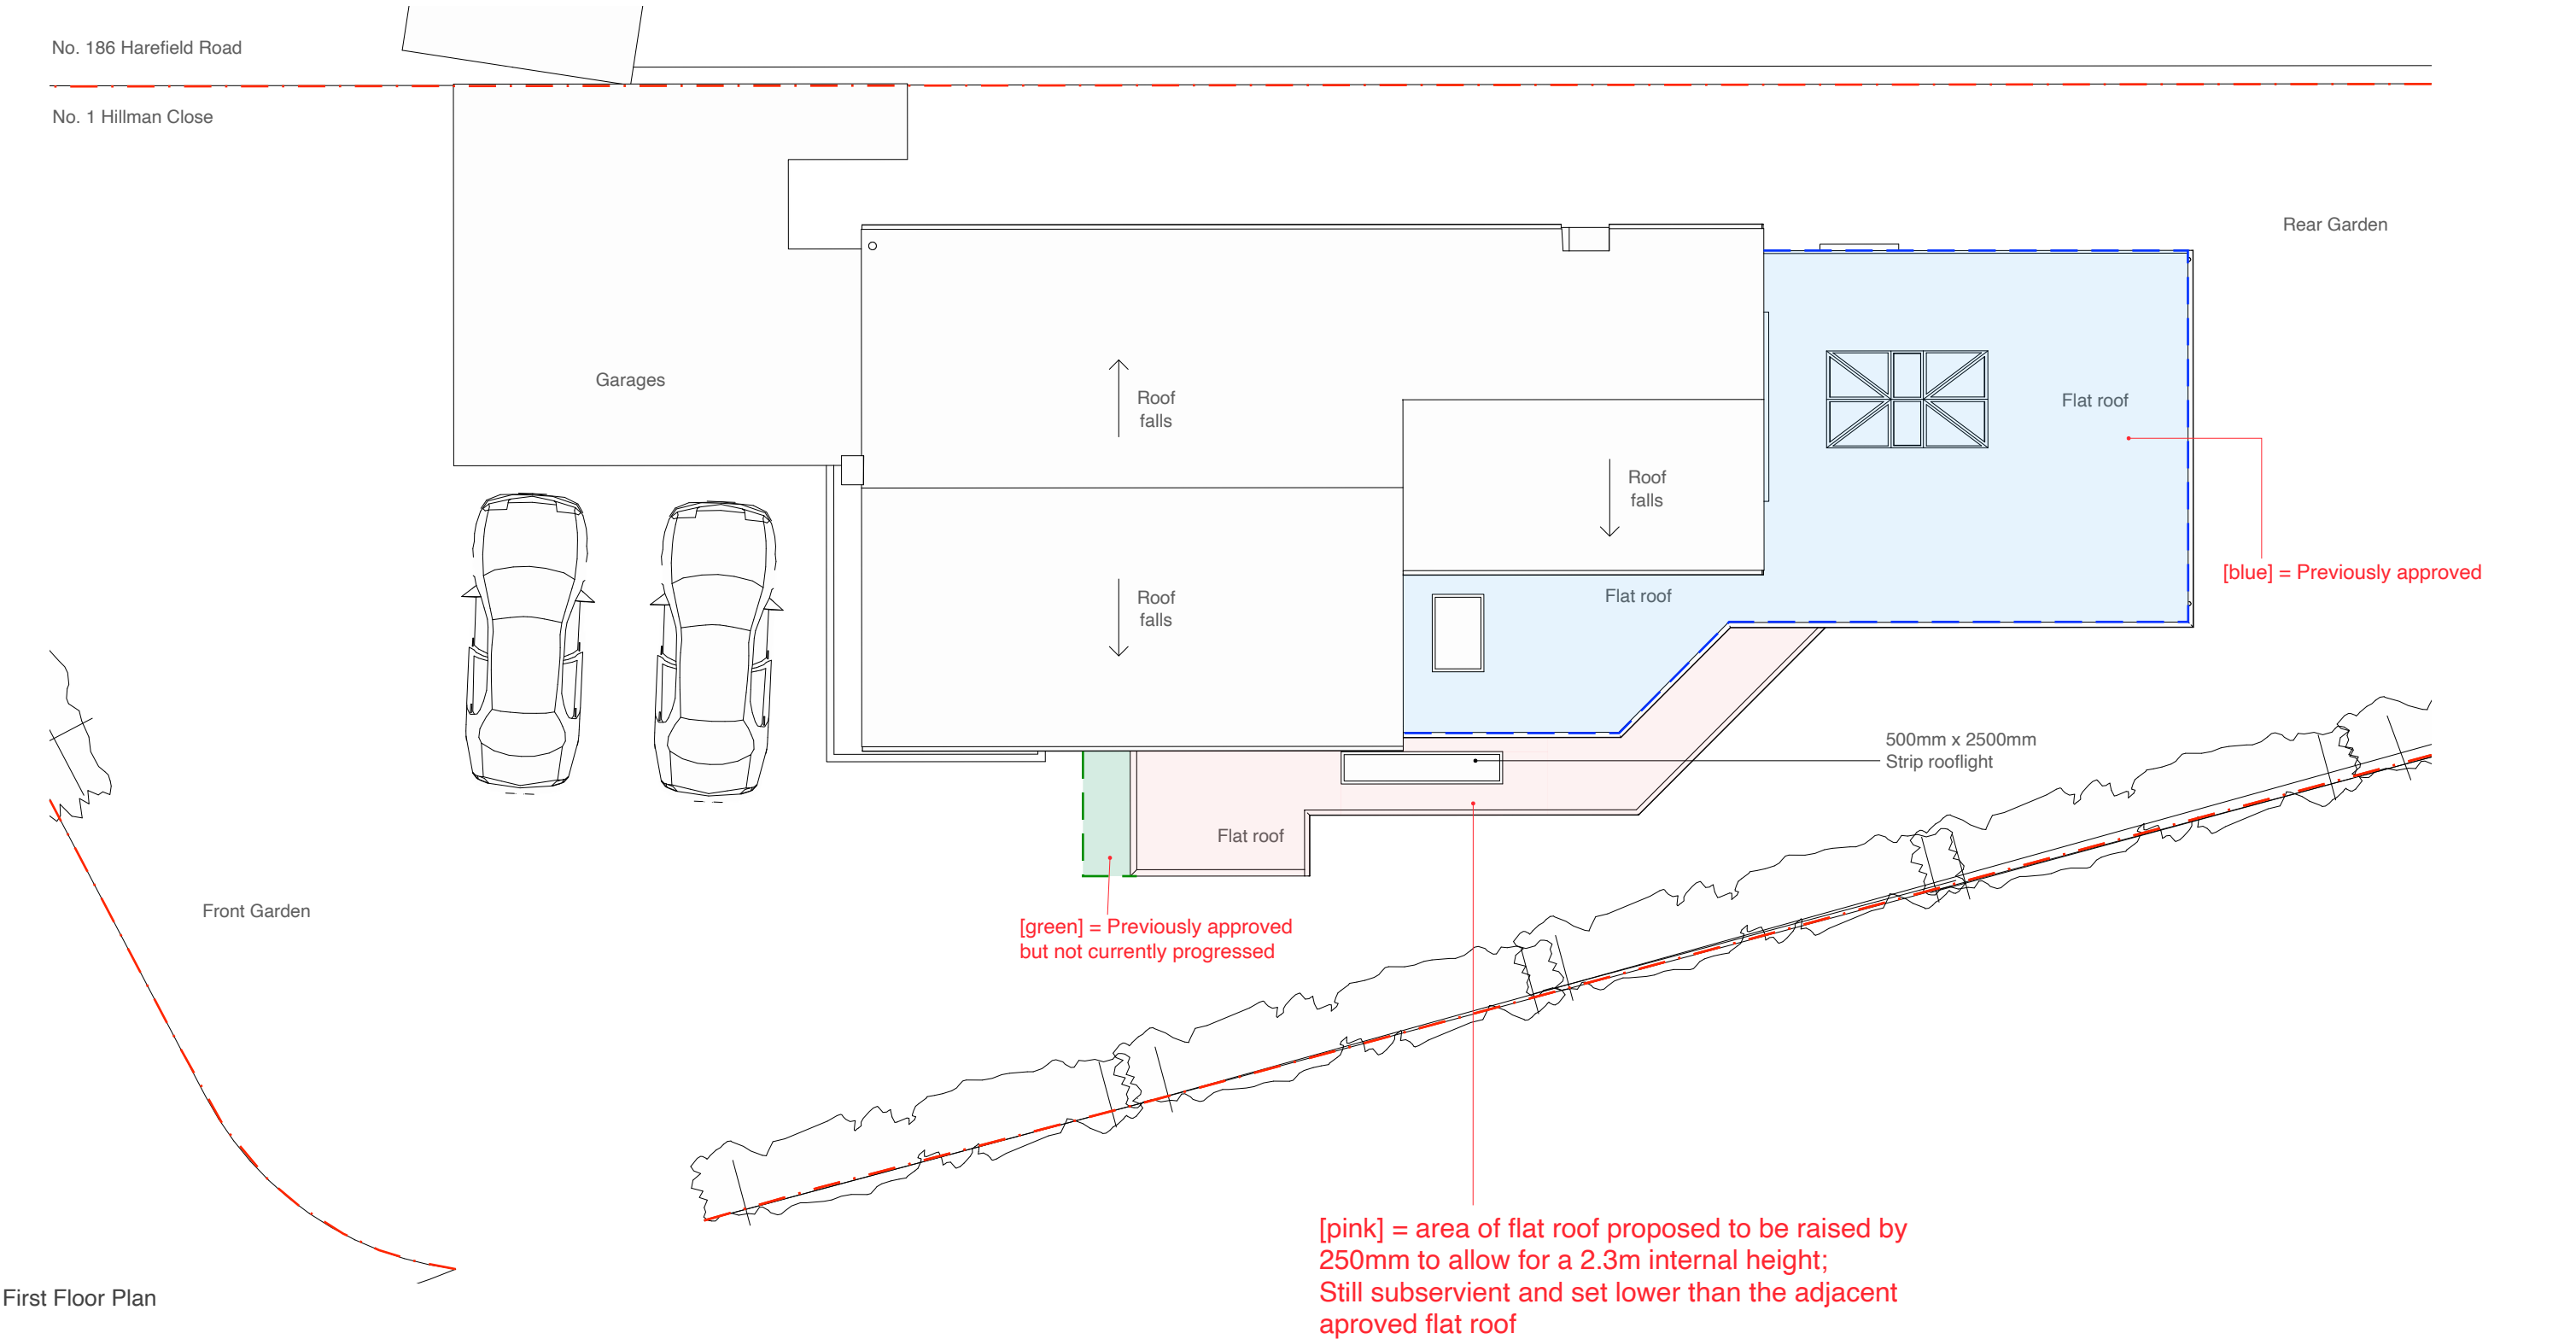 No. 186 Harefield Road
No. 1 Hillman Close
Rear Garden
Garages
Roof
falls
Flat roof
Roof
falls
[blue] = Previously approved
Roof
falls
Flat roof
500mm x 2500mm
Strip rooflight
Flat roof
Front Garden
[green] = Previously approved
but not currently progressed
[pink] = area of flat roof proposed to be raised by
250mm to allow for a 2.3m internal height;
Still subservient and set lower than the adjacent
aproved flat roof
First Floor Plan